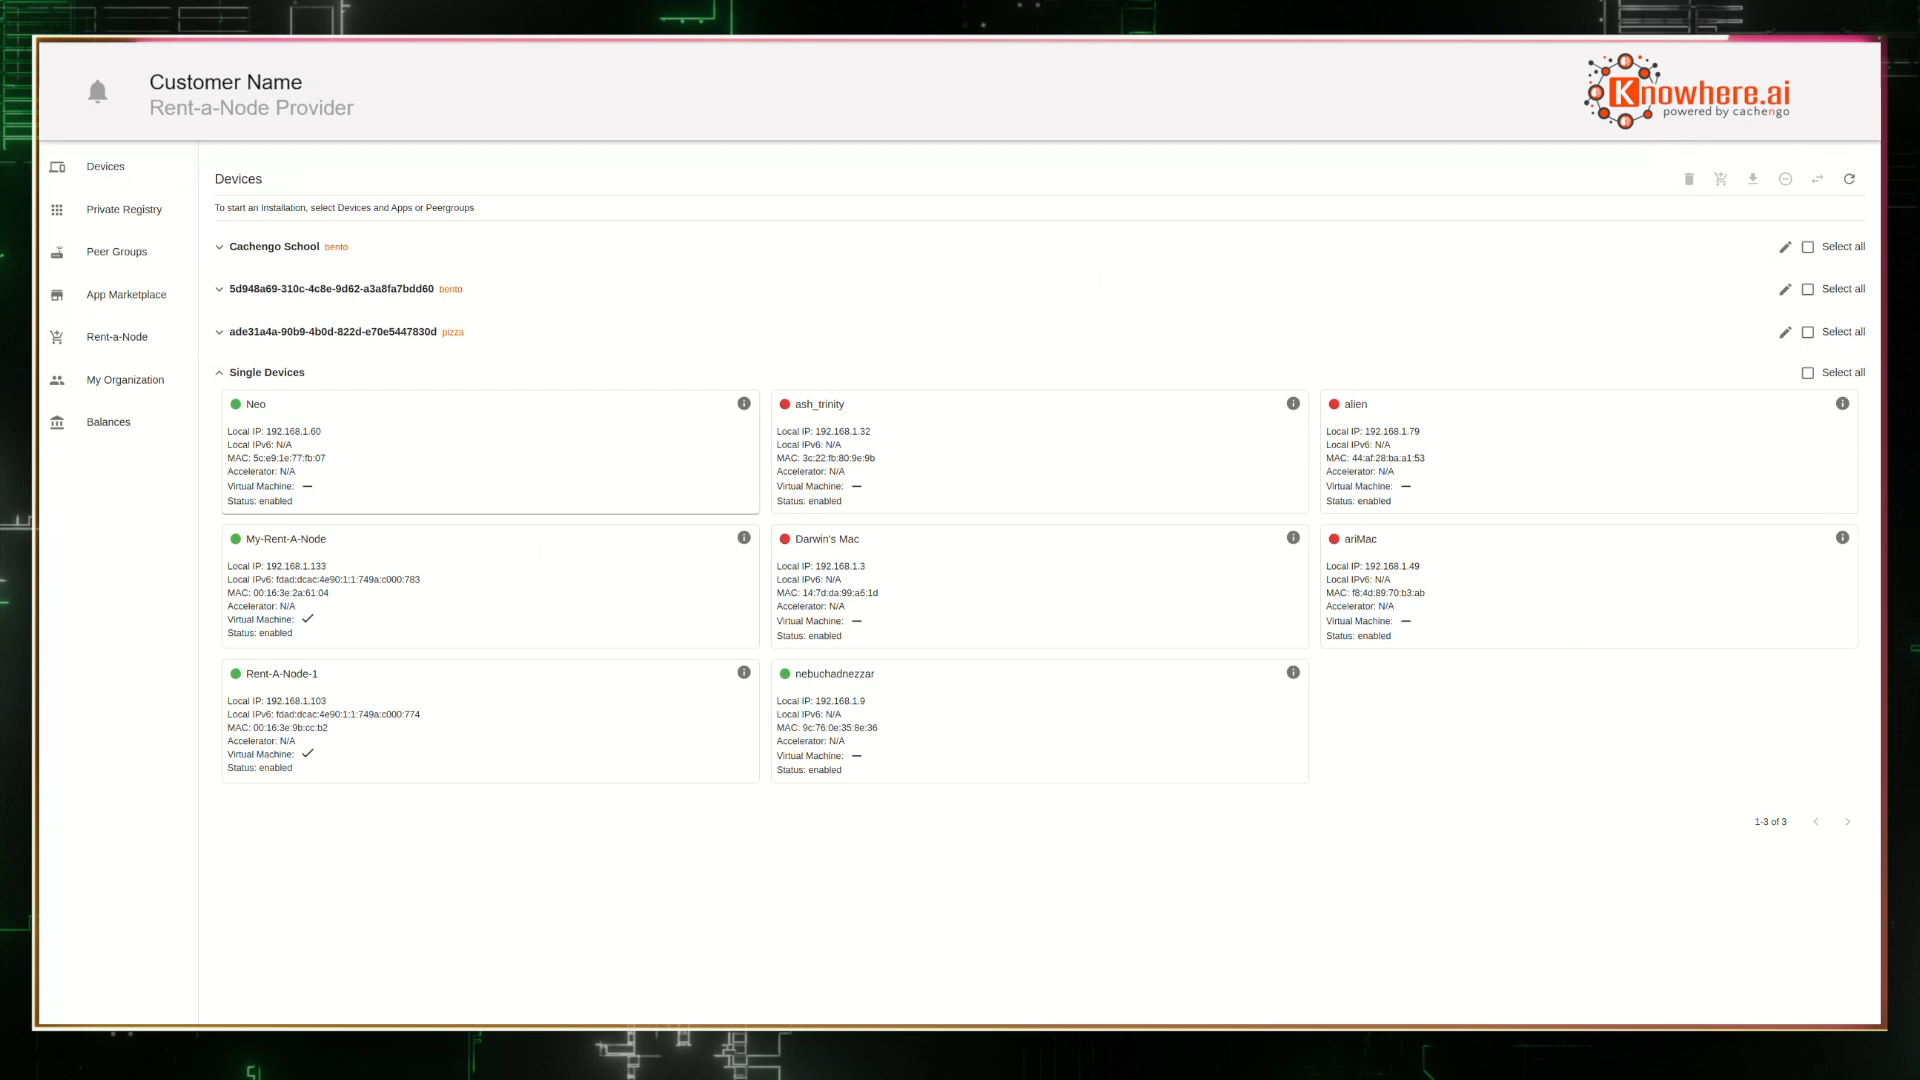 Customer Name
Rent-a-Node Provider
Knowhere.ai
powered by cachengo
Devices
Private Registry
Peer Groups
App Marketplace
Rent-a-Node
My Organization
Balances
Devices
To start an Installation, select Devices and Apps or Peergroups
Cachengo School bento Select all
5d948a69-310c-4c8e-9d62-a3a8fa7bdd60 bento Select all
ade31a4a-90b9-4b0d-822d-e70e5447830d pizza Select all
Single Devices Select all
Neo
Local IP: 192.168.1.60
Local IPv6: N/A
MAC: 5c:e9:1e:77:fb:07
Accelerator: N/A
Virtual Machine:
Status: enabled
ash_trinity
Local IP: 192.168.1.32
Local IPv6: N/A
MAC: 3c:22:fb:80:9e:9b
Accelerator: N/A
Virtual Machine:
Status: enabled
alien
Local IP: 192.168.1.79
Local IPv6: N/A
MAC: 44:af:28:ba:a1:53
Accelerator: N/A
Virtual Machine:
Status: enabled
My-Rent-A-Node
Local IP: 192.168.1.133
Local IPv6: fdad:dcac:4e90:1:1:749a:c000:783
MAC: 00:16:3e:2a:61:04
Accelerator: N/A
Virtual Machine:
Status: enabled
Darwin's Mac
Local IP: 192.168.1.3
Local IPv6: N/A
MAC: 14:7d:da:99:a6:1d
Accelerator: N/A
Virtual Machine:
Status: enabled
ariMac
Local IP: 192.168.1.49
Local IPv6: N/A
MAC: f8:4d:89:70:b3:ab
Accelerator: N/A
Virtual Machine:
Status: enabled
Rent-A-Node-1
Local IP: 192.168.1.103
Local IPv6: fdad:dcac:4e90:1:1:749a:c000:774
MAC: 00:16:3e:9b:cc:b2
Accelerator: N/A
Virtual Machine:
Status: enabled
nebuchadnezzar
Local IP: 192.168.1.9
Local IPv6: N/A
MAC: 9c:76:0e:35:8e:36
Accelerator: N/A
Virtual Machine:
Status: enabled
1-3 of 3